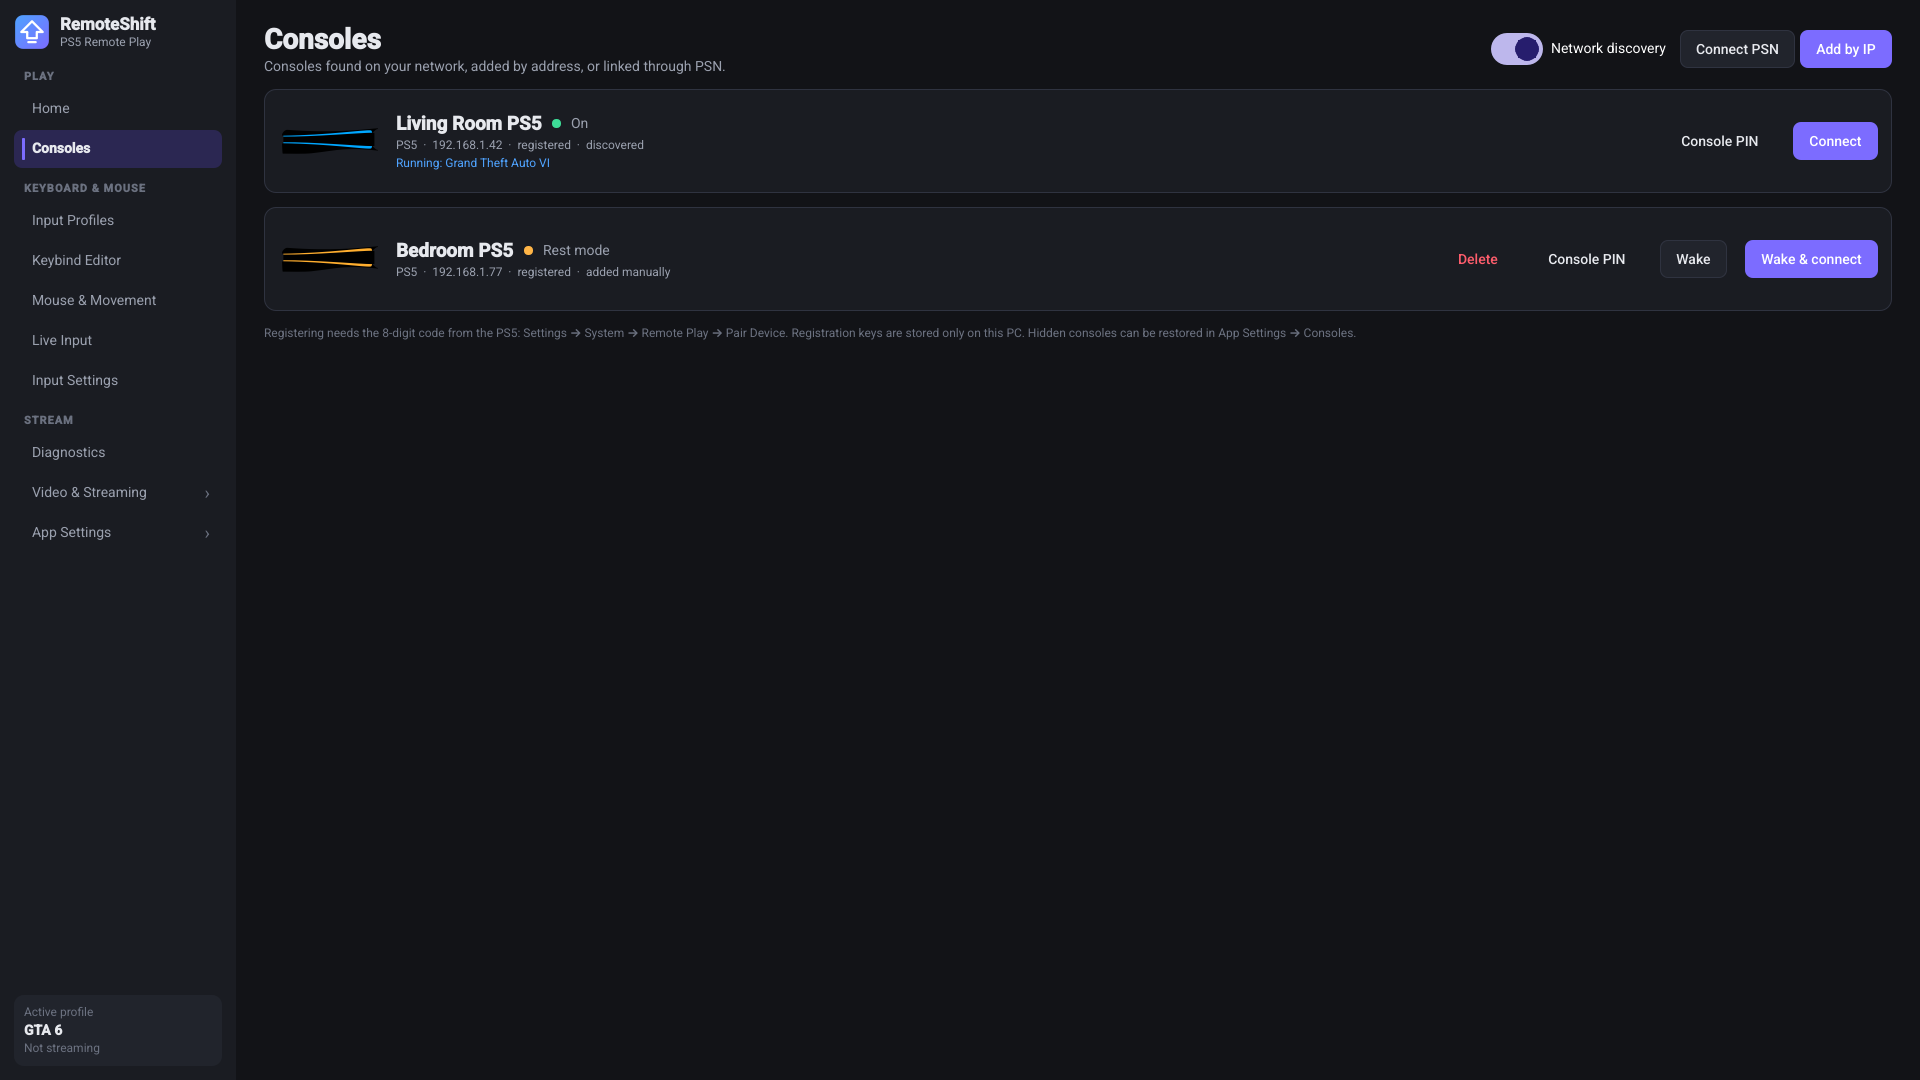 RemoteShift
PS5 Remote Play
PLAY
Home
Consoles
KEYBOARD & MOUSE
Input Profiles
Keybind Editor
Mouse & Movement
Live Input
Input Settings
STREAM
Diagnostics
Video & Streaming
App Settings
Active profile
GTA 6
Not streaming
Consoles
Consoles found on your network, added by address, or linked through PSN.
Network discovery
Connect PSN
Add by IP
Living Room PS5 On
PS5 · 192.168.1.42 · registered · discovered
Running: Grand Theft Auto VI
Console PIN
Connect
Bedroom PS5 Rest mode
PS5 · 192.168.1.77 · registered · added manually
Delete
Console PIN
Wake
Wake & connect
Registering needs the 8-digit code from the PS5: Settings → System → Remote Play → Pair Device. Registration keys are stored only on this PC. Hidden consoles can be restored in App Settings → Consoles.